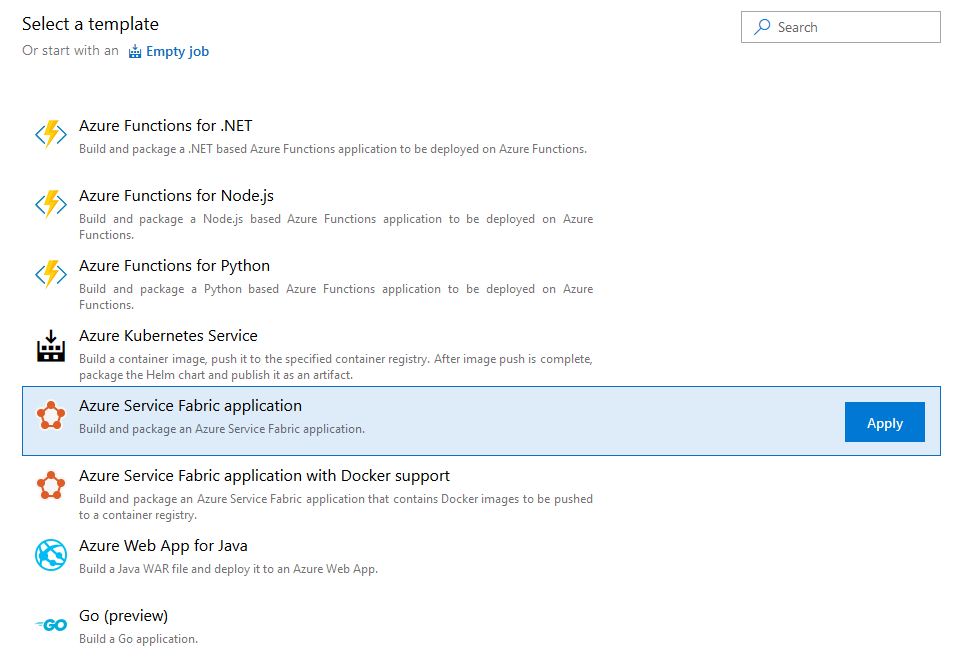 Select a template
Search
Or start with an Empty job
Azure Functions for .NET
Build and package a .NET based Azure Functions application to be deployed on Azure Functions.
Azure Functions for Node.js
Build and package a Node.js based Azure Functions application to be deployed on Azure
Functions.
Azure Functions for Python
Build and package a Python based Azure Functions application to be deployed on Azure
Functions.
Azure Kubernetes Service
Build a container image, push it to the specified container registry. After image push is complete,
package the Helm chart and publish it as an artifact.
Azure Service Fabric application
Build and package an Azure Service Fabric application.
Apply
Azure Service Fabric application with Docker support
Build and package an Azure Service Fabric application that contains Docker images to be pushed
to a container registry.
Azure Web App for Java
Build a Java WAR file and deploy it to an Azure Web App.
GO
Go (preview)
Build a Go application.